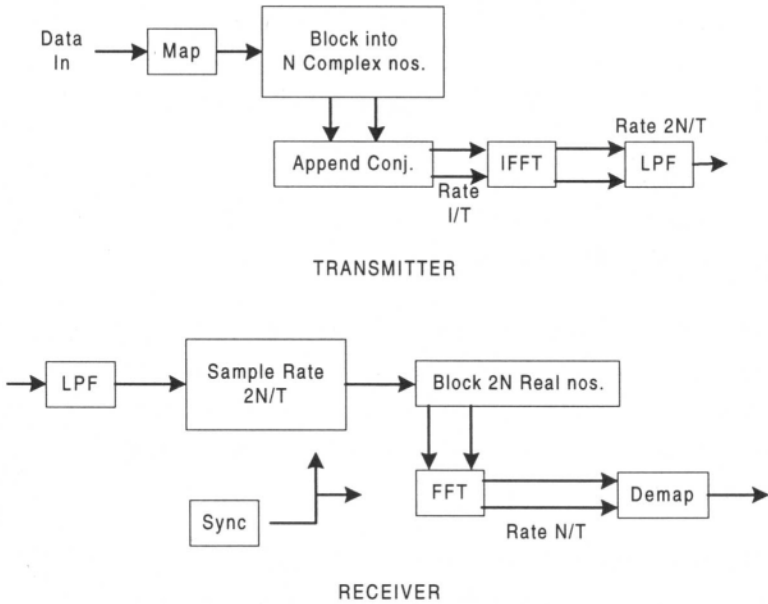 Data
In
Map
Block into
N Complex nos.
Append Conj.
Rate
I/T
IFFT
Rate 2N/T
LPF
TRANSMITTER
LPF
Sample Rate
2N/T
Block 2N Real nos.
Sync
FFT
Rate N/T
Demap
RECEIVER